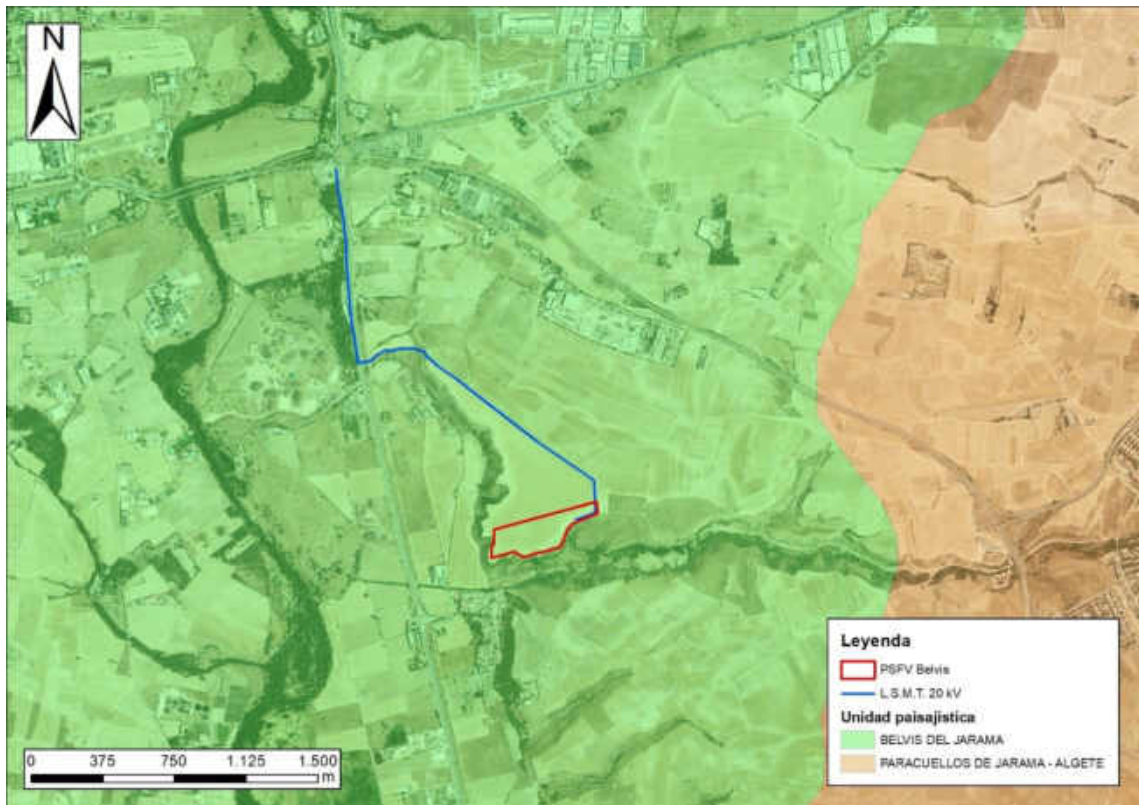 N
Leyenda
PSFV Belvis
L.S.M.T. 20 kV
Unidad paisajística
BELVIS DEL JARAMA
PARACUELLOS DE JARAMA - ALGETE
0 375 750 1.125 1.500
m